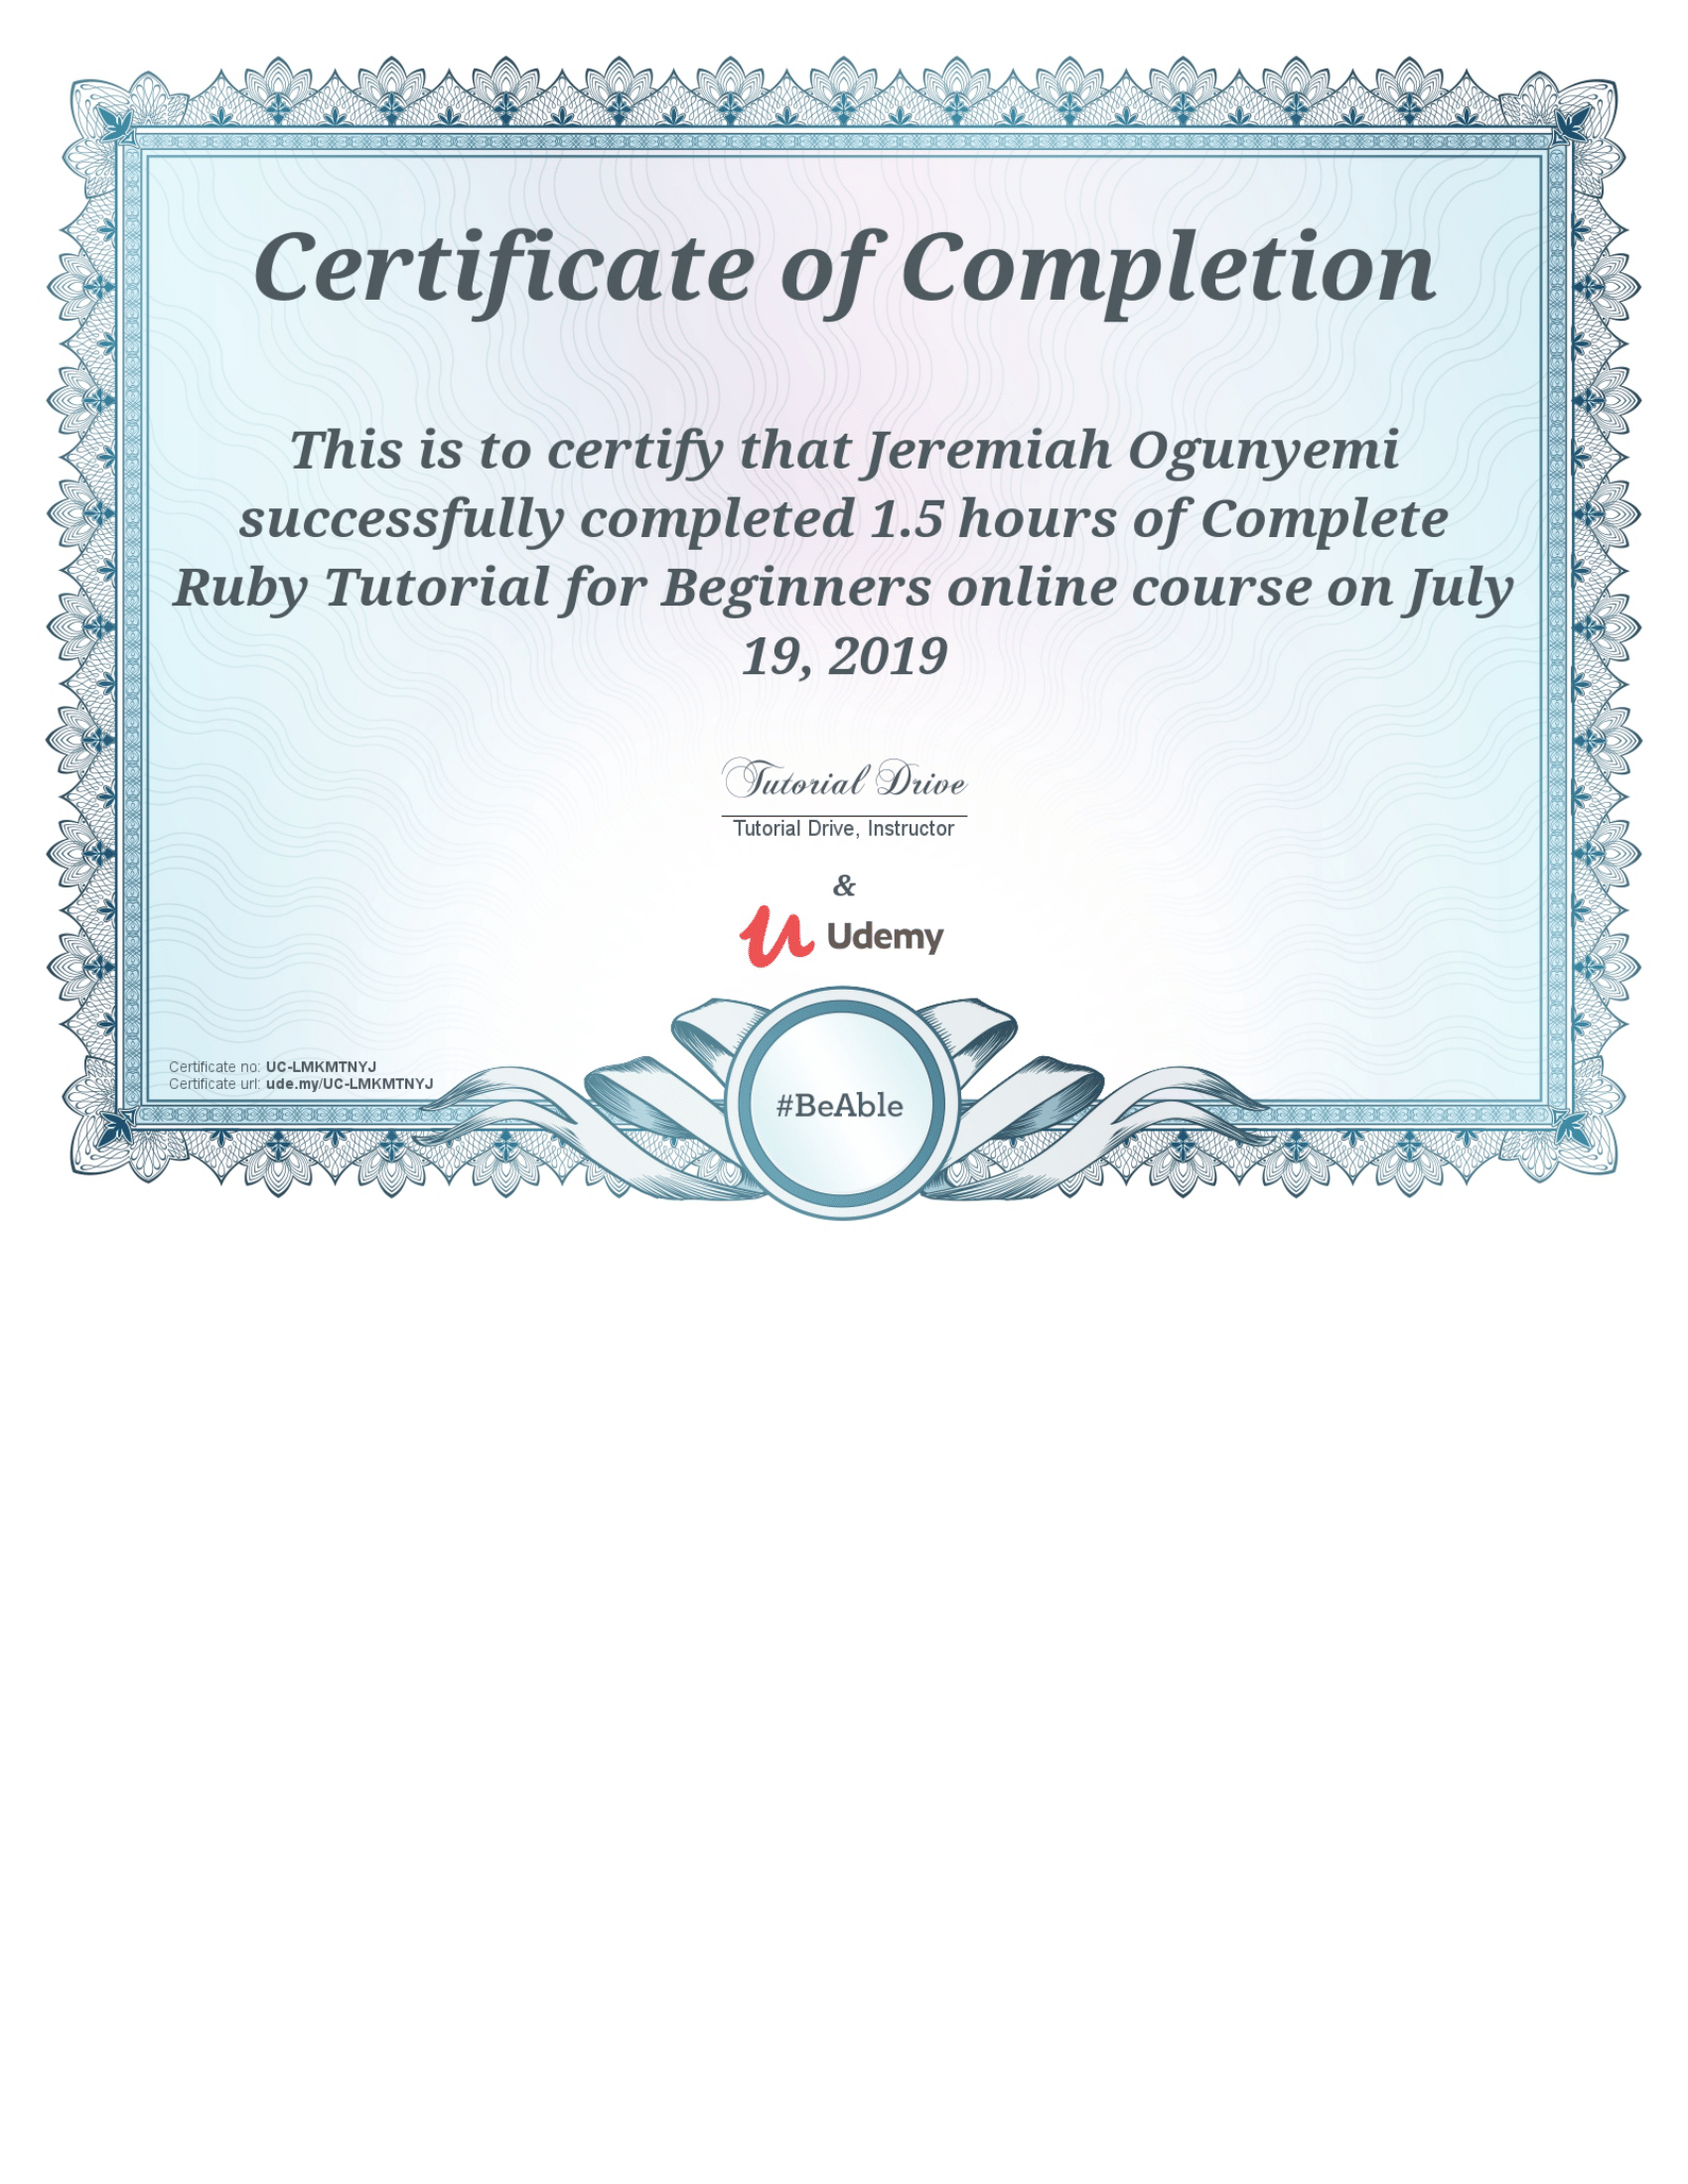 Certificate of Completion
This is to certify that Jeremiah Ogunyemi
successfully completed 1.5 hours of Complete
Ruby Tutorial for Beginners online course on July
19, 2019
Tutorial Drive
Tutorial Drive, Instructor
&
Udemy
Certificate no: UC-LMKMTNYJ
Certificate url: ude.my/UC-LMKMTNYJ
#BeAble